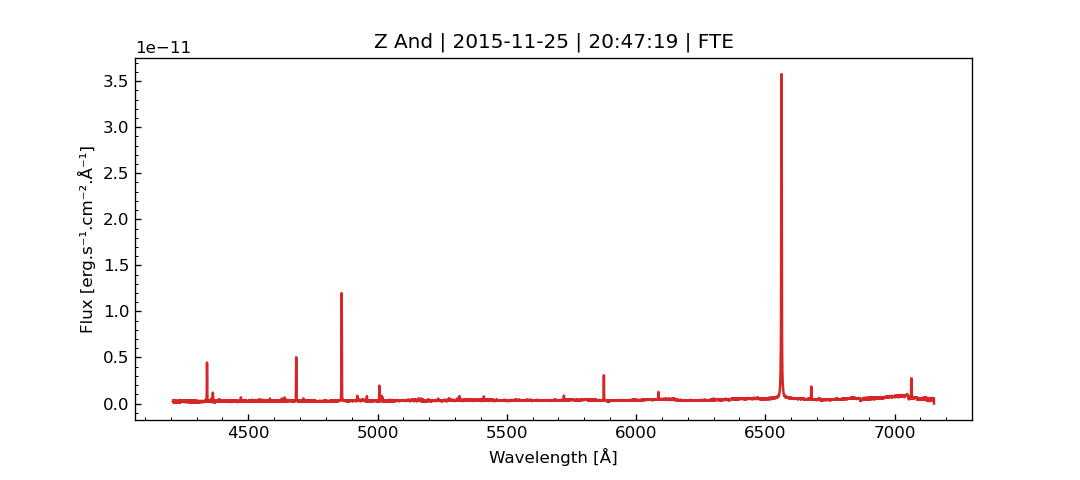 Z And | 2015-11-25 | 20:47:19 | FTE
1e−11
3.5
3.0
2.5
2.0
1.5
1.0
0.5
0.0
Flux [erg.s⁻¹.cm⁻².Å⁻¹]
4500 5000 5500 6000 6500 7000
Wavelength [Å]